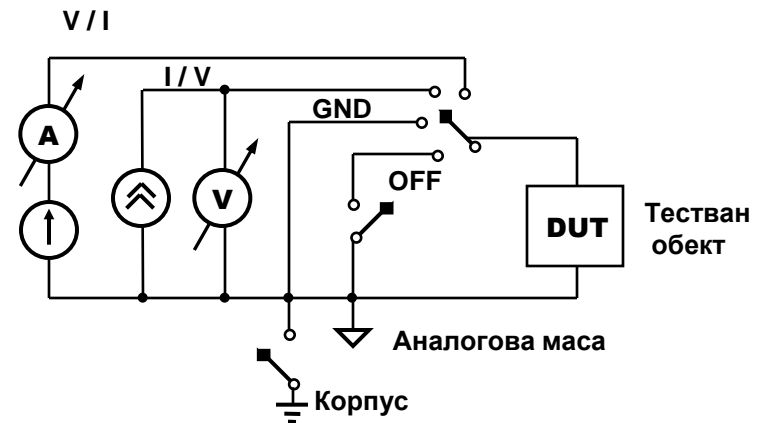 V / I
I / V
A
GND
V
OFF
DUT
Тестван
обект
Аналогова маса
Корпус